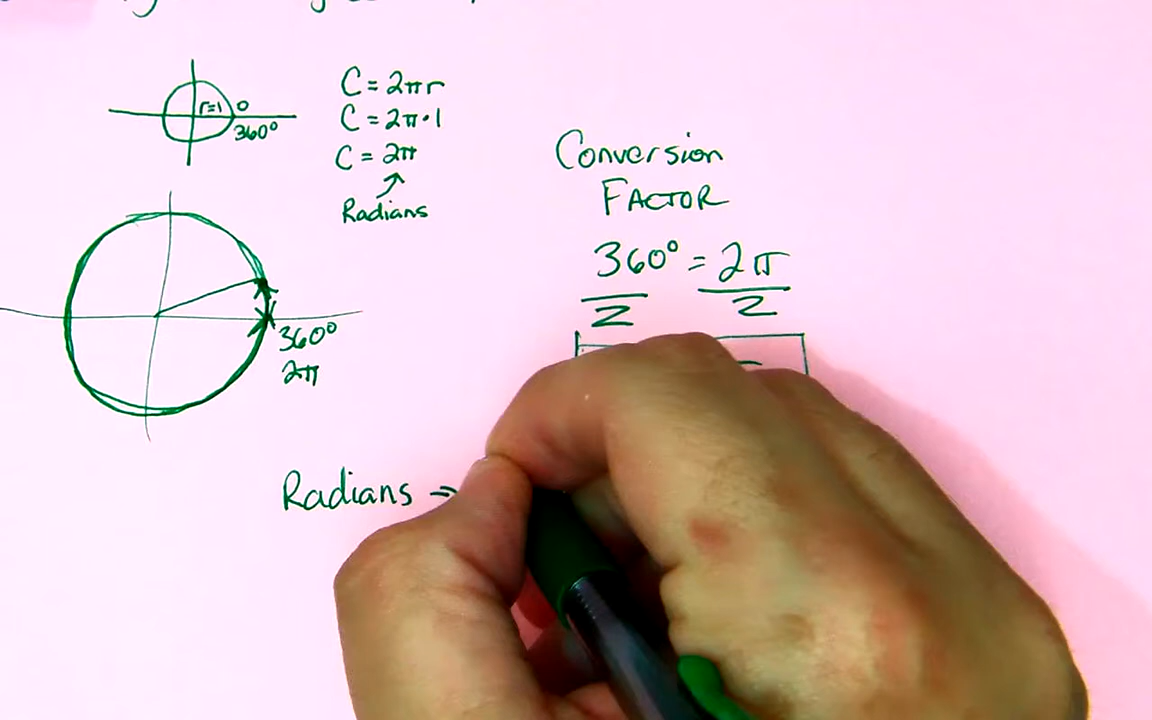 r=1 0
360°
C = 2πr
C = 2π·1
C = 2π
Radians
360°
2π
Conversion
FACTOR
360° = 2π
2 2
Radians ⇒